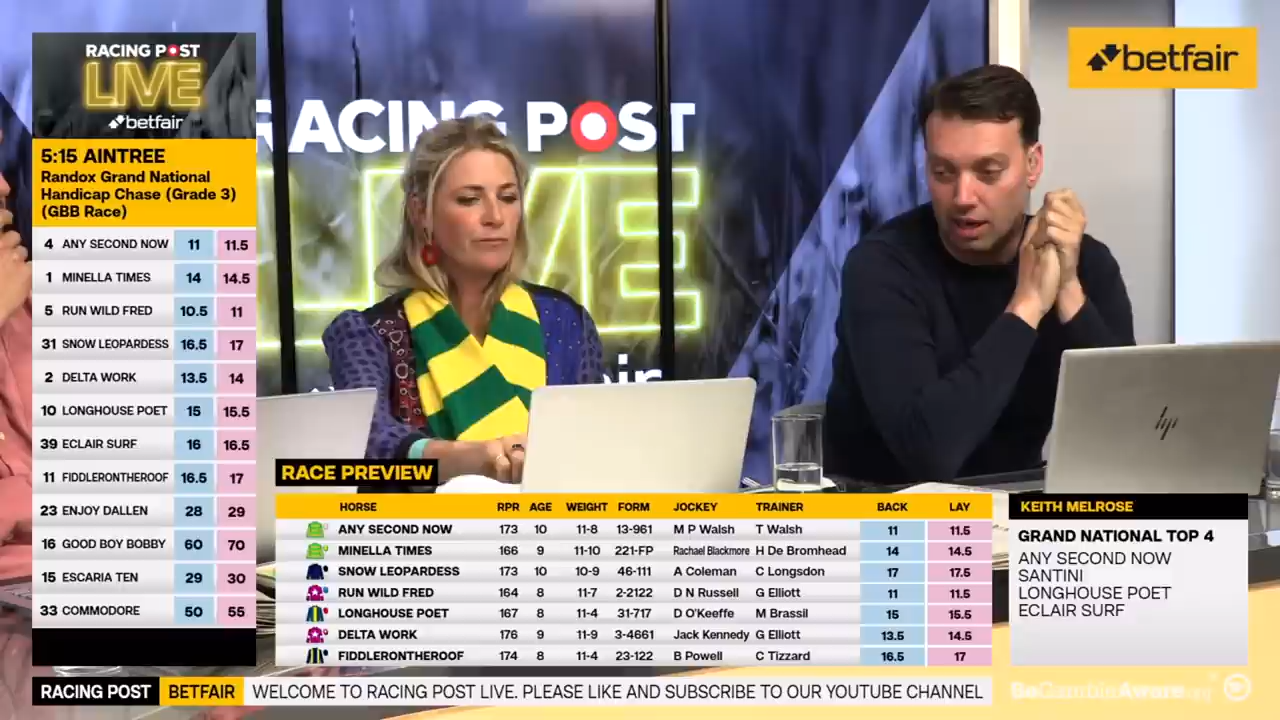 RACING POST
LIVE
betfair
5:15 AINTREE
Randox Grand National
Handicap Chase (Grade 3)
(GBB Race)
4 ANY SECOND NOW 11 11.5
1 MINELLA TIMES 14 14.5
5 RUN WILD FRED 10.5 11
31 SNOW LEOPARDESS 16.5 17
2 DELTA WORK 13.5 14
10 LONGHOUSE POET 15 15.5
39 ECLAIR SURF 16 16.5
11 FIDDLERONTHEROOF 16.5 17
23 ENJOY DALLEN 28 29
16 GOOD BOY BOBBY 60 70
15 ESCARIA TEN 29 30
33 COMMODORE 50 55
RACING POST
LIVE
hp
betfair
RACE PREVIEW
HORSE RPR AGE WEIGHT FORM JOCKEY TRAINER BACK LAY
ANY SECOND NOW 173 10 11-8 13-961 M P Walsh T Walsh 11 11.5
MINELLA TIMES 166 9 11-10 221-FP Rachael Blackmore H De Bromhead 14 14.5
SNOW LEOPARDESS 173 10 10-9 46-111 A Coleman C Longsdon 17 17.5
RUN WILD FRED 164 8 11-7 2-2122 D N Russell G Elliott 11 11.5
LONGHOUSE POET 167 8 11-4 31-717 D O'Keeffe M Brassil 15 15.5
DELTA WORK 176 9 11-9 3-4661 Jack Kennedy G Elliott 13.5 14.5
FIDDLERONTHEROOF 174 8 11-4 23-122 B Powell C Tizzard 16.5 17
KEITH MELROSE
GRAND NATIONAL TOP 4
ANY SECOND NOW
SANTINI
LONGHOUSE POET
ECLAIR SURF
RACING POST BETFAIR WELCOME TO RACING POST LIVE. PLEASE LIKE AND SUBSCRIBE TO OUR YOUTUBE CHANNEL
BeGambleAware.org